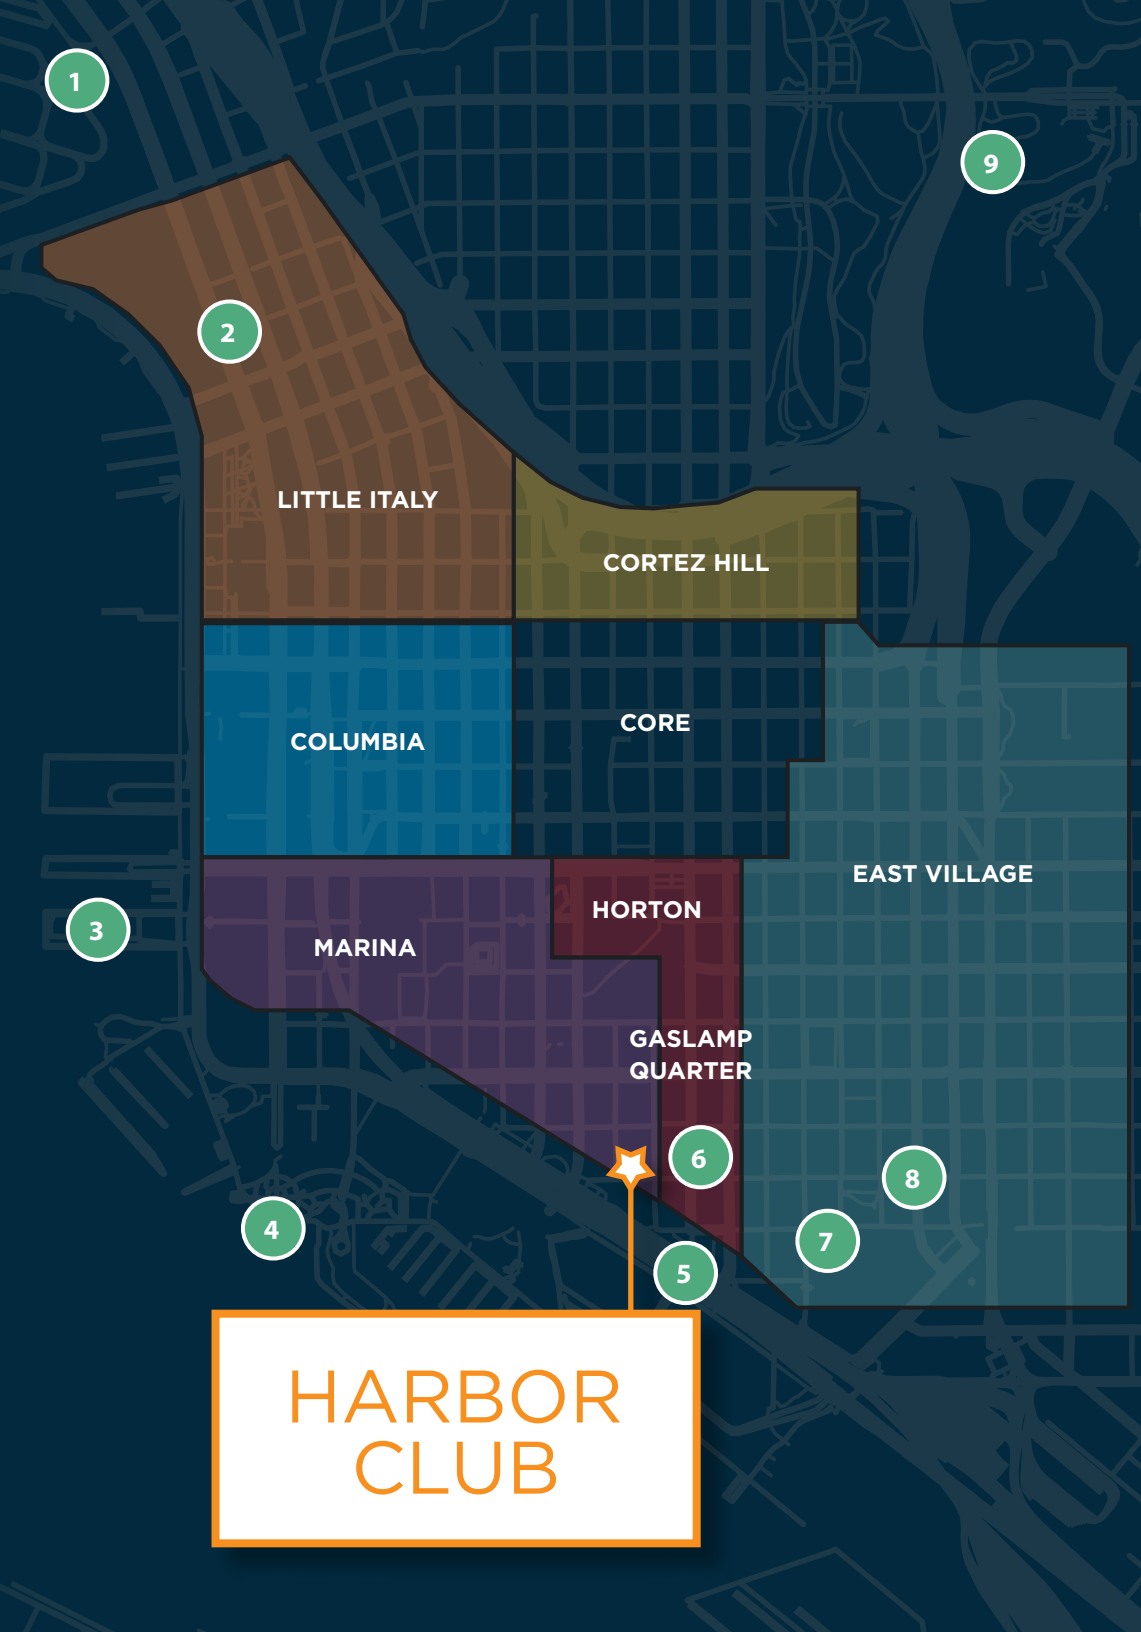 1
9
2
LITTLE ITALY
CORTEZ HILL
CORE
COLUMBIA
EAST VILLAGE
HORTON
3
MARINA
GASLAMP
QUARTER
6
8
4
7
5
HARBOR
CLUB